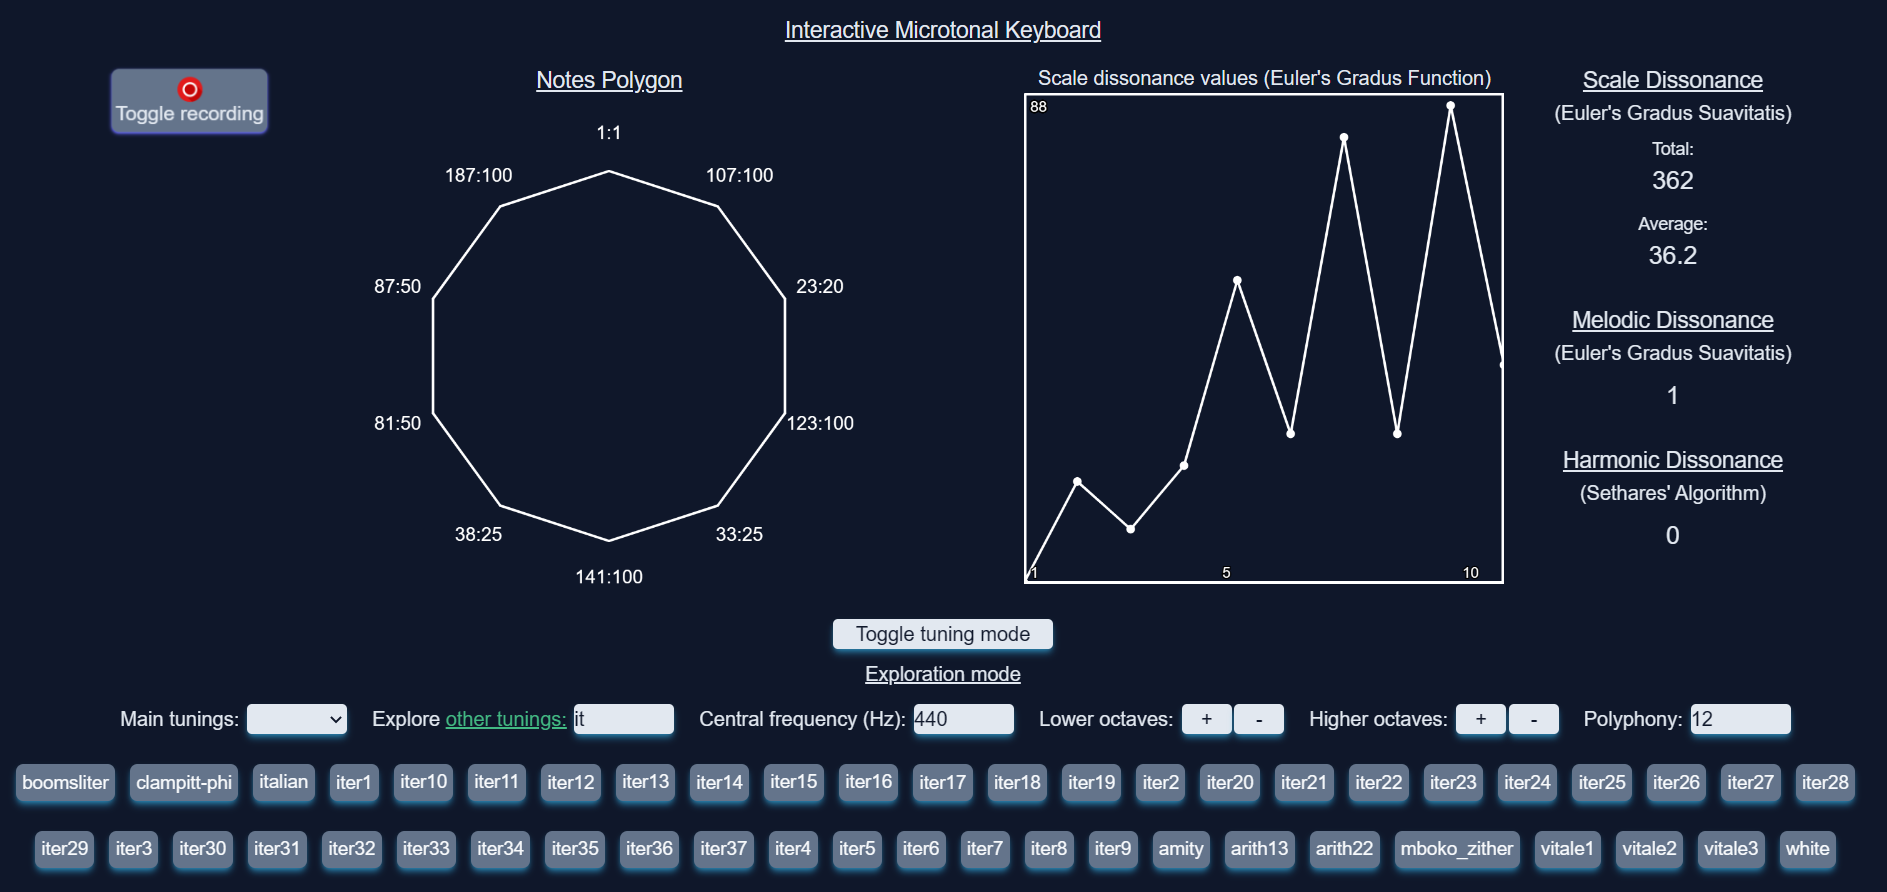 Interactive Microtonal Keyboard
Toggle recording
Notes Polygon
1:1
187:100
107:100
87:50
23:20
81:50
123:100
38:25
33:25
141:100
Scale dissonance values (Euler's Gradus Function)
88
1
5
10
Scale Dissonance
(Euler's Gradus Suavitatis)
Total:
362
Average:
36.2
Melodic Dissonance
(Euler's Gradus Suavitatis)
1
Harmonic Dissonance
(Sethares' Algorithm)
0
Toggle tuning mode
Exploration mode
Main tunings: Explore other tunings: it Central frequency (Hz): 440 Lower octaves: + - Higher octaves: + - Polyphony: 12
boomsliter clampitt-phi italian iter1 iter10 iter11 iter12 iter13 iter14 iter15 iter16 iter17 iter18 iter19 iter2 iter20 iter21 iter22 iter23 iter24 iter25 iter26 iter27 iter28
iter29 iter3 iter30 iter31 iter32 iter33 iter34 iter35 iter36 iter37 iter4 iter5 iter6 iter7 iter8 iter9 amity arith13 arith22 mboko_zither vitale1 vitale2 vitale3 white